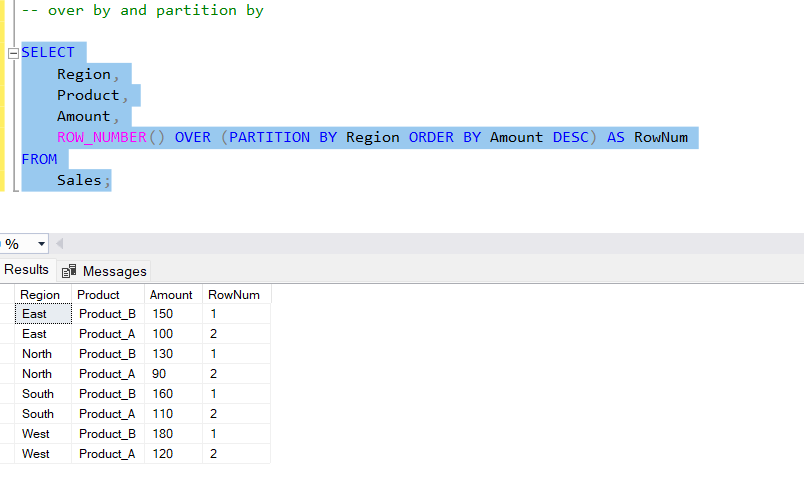 -- over by and partition by
SELECT
Region,
Product,
Amount,
ROW_NUMBER() OVER (PARTITION BY Region ORDER BY Amount DESC) AS RowNum
FROM
Sales;
%
Results Messages
Region Product Amount RowNum
East Product_B 150 1
East Product_A 100 2
North Product_B 130 1
North Product_A 90 2
South Product_B 160 1
South Product_A 110 2
West Product_B 180 1
West Product_A 120 2